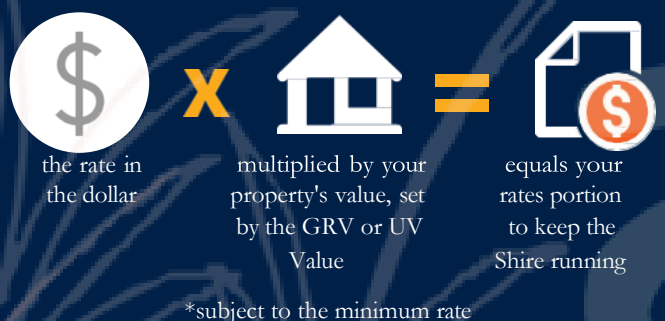 $
x
=
$
the rate in
the dollar
multiplied by your
property's value, set
by the GRV or UV
Value
equals your
rates portion
to keep the
Shire running
*subject to the minimum rate